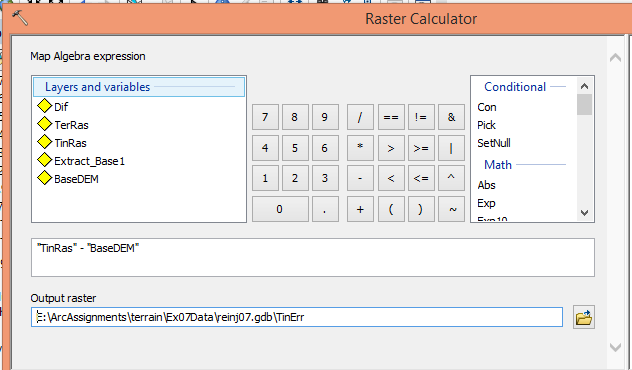 Raster Calculator
Map Algebra expression
Layers and variables
Dif
TerRas
TinRas
Extract_Base1
BaseDEM
7 8 9 / == != &
4 5 6 * > >= |
1 2 3 - < <= ^
0 . + ( ) ~
Conditional
Con
Pick
SetNull
Math
Abs
Exp
Exp10
"TinRas" - "BaseDEM"
Output raster
E:\ArcAssignments\terrain\Ex07Data\reinj07.gdb\TinErr